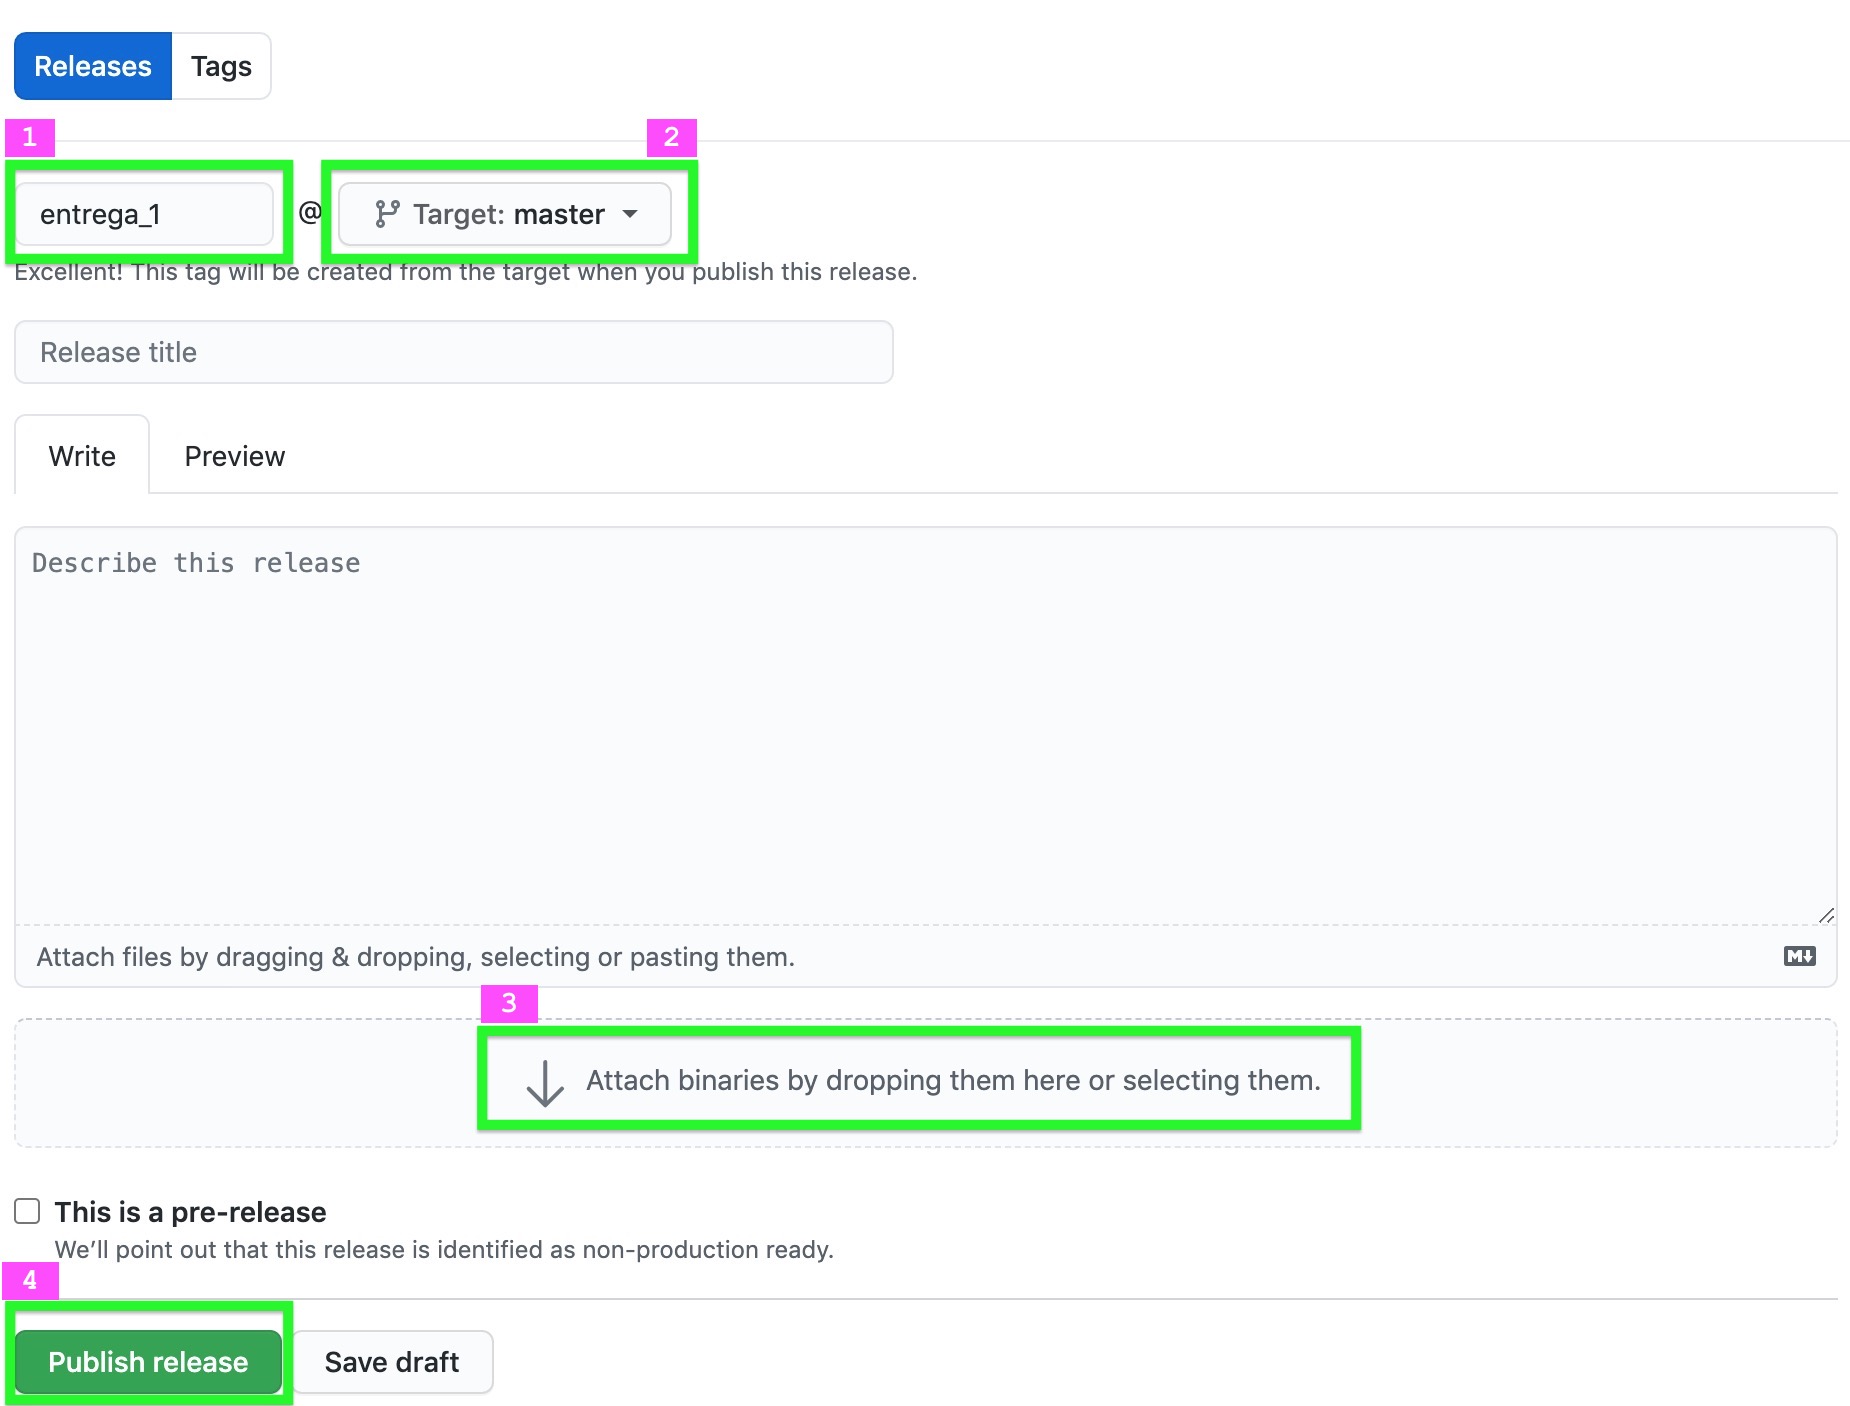 Releases Tags
1 2
entrega_1 @ Target: master
Excellent! This tag will be created from the target when you publish this release.
Release title
Write Preview
Describe this release
Attach files by dragging & dropping, selecting or pasting them.
3
Attach binaries by dropping them here or selecting them.
This is a pre-release
We’ll point out that this release is identified as non-production ready.
4
Publish release Save draft